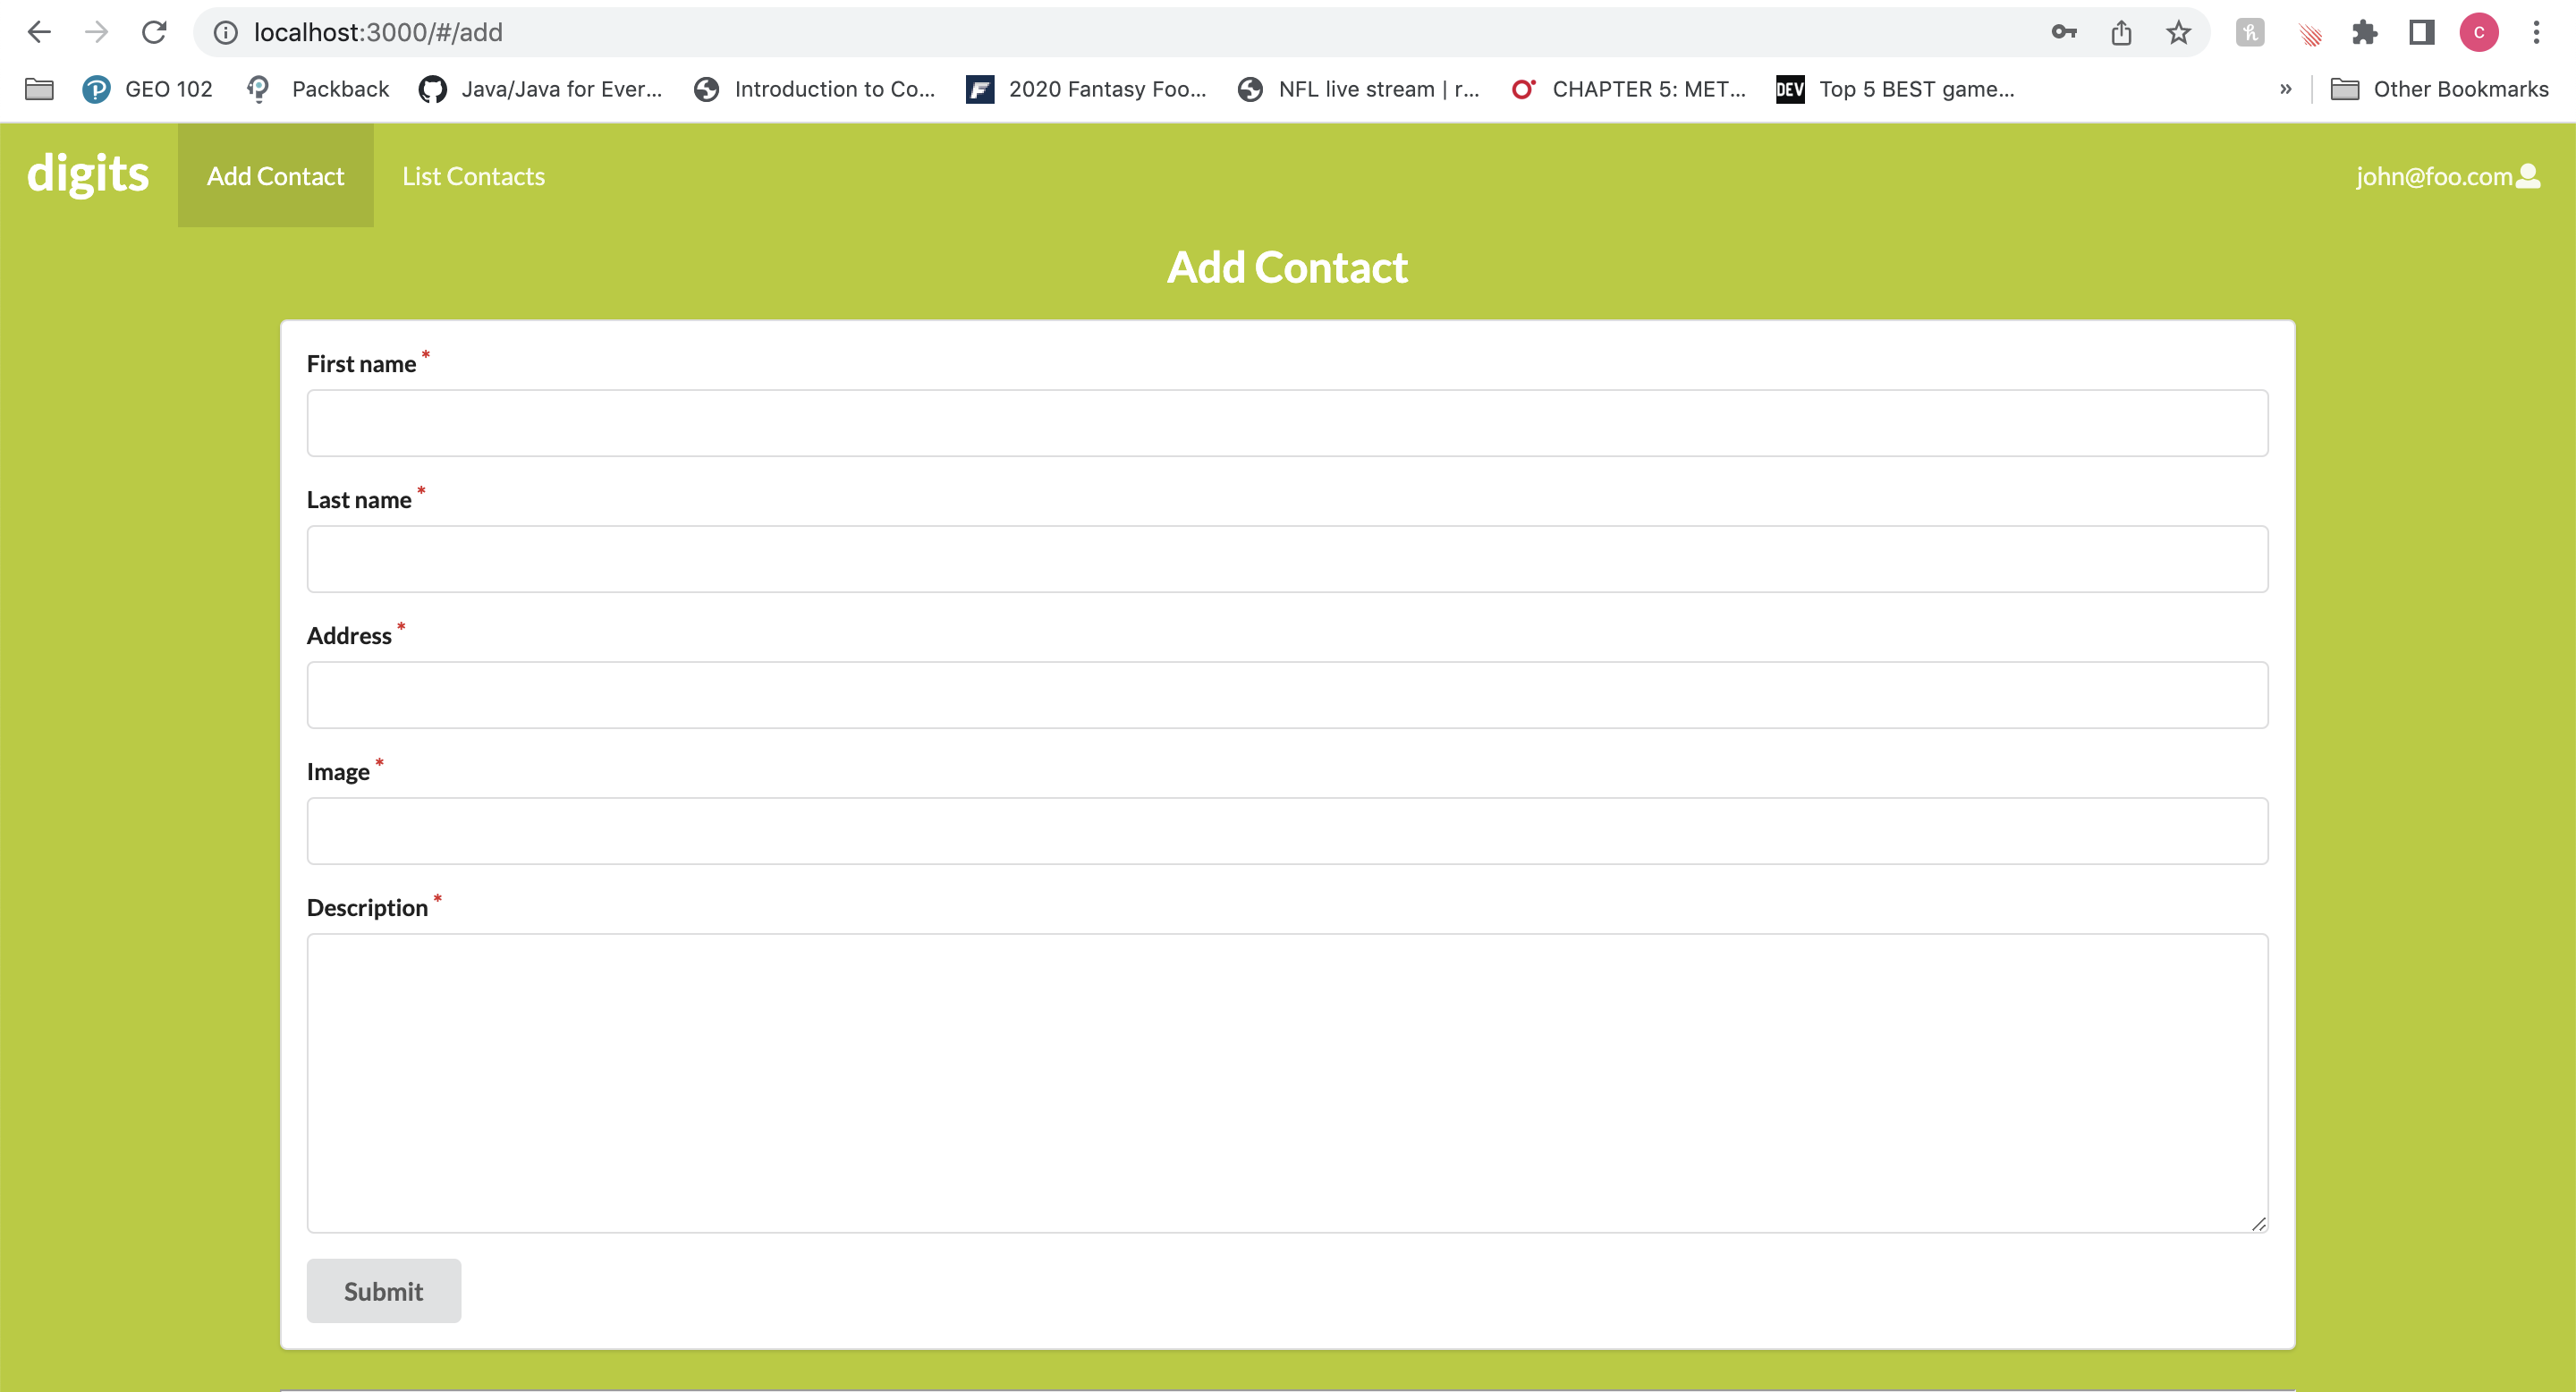 localhost:3000/#/add
C
GEO 102 Packback Java/Java for Ever... Introduction to Co... 2020 Fantasy Foo... NFL live stream | r... CHAPTER 5: MET... DEV Top 5 BEST game... » Other Bookmarks
digits Add Contact List Contacts john@foo.com
Add Contact
First name *
Last name *
Address *
Image *
Description *
Submit